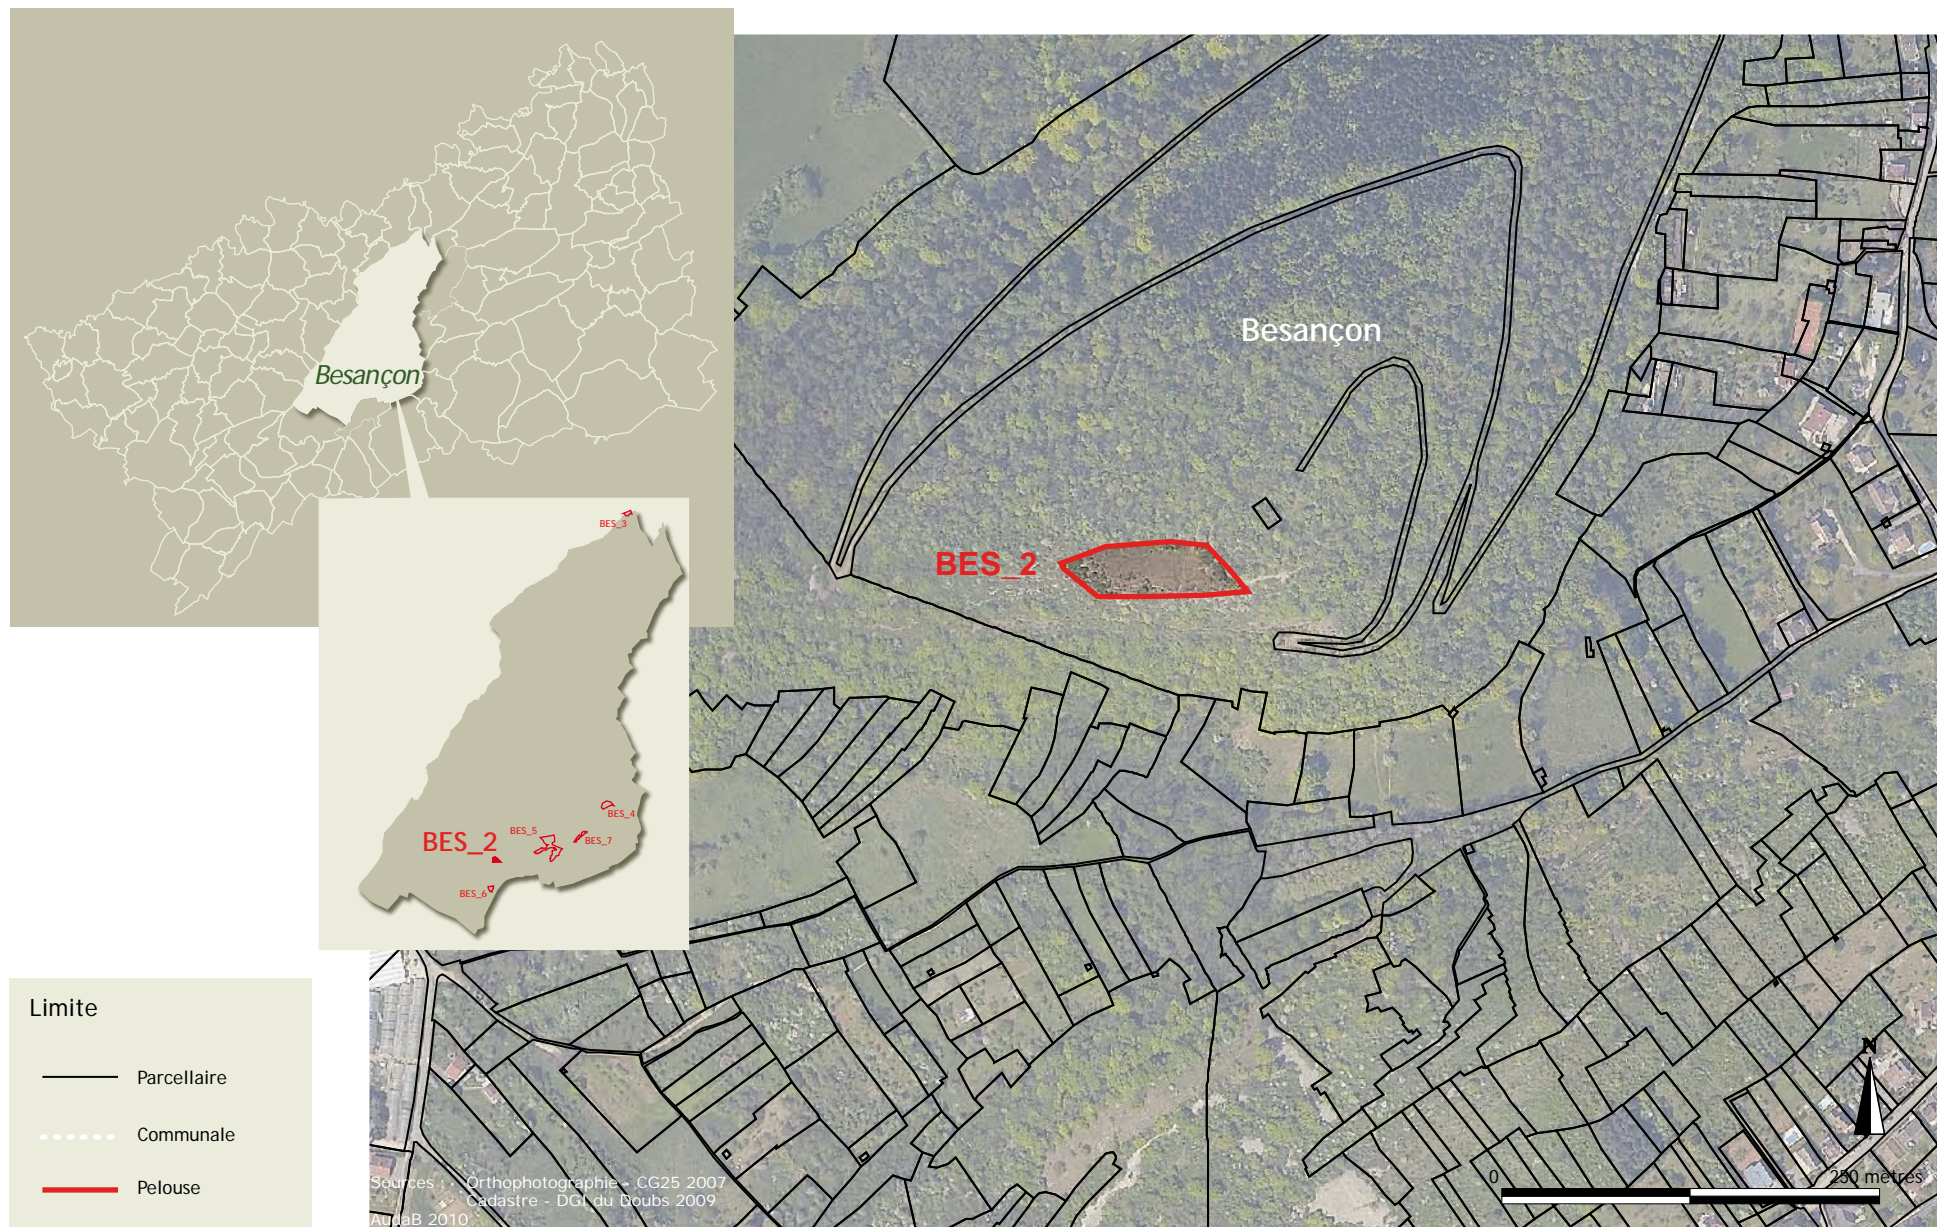 Besançon
BES_3
BES_4
BES_5
BES_7
BES_2
BES_6
Besançon
BES_2
Limite
Parcellaire
Communale
Pelouse
Sources : - Orthophotographie - CG25 2007
Cadastre - DGI du Doubs 2009
AudaB 2010
N
0
250 mètres